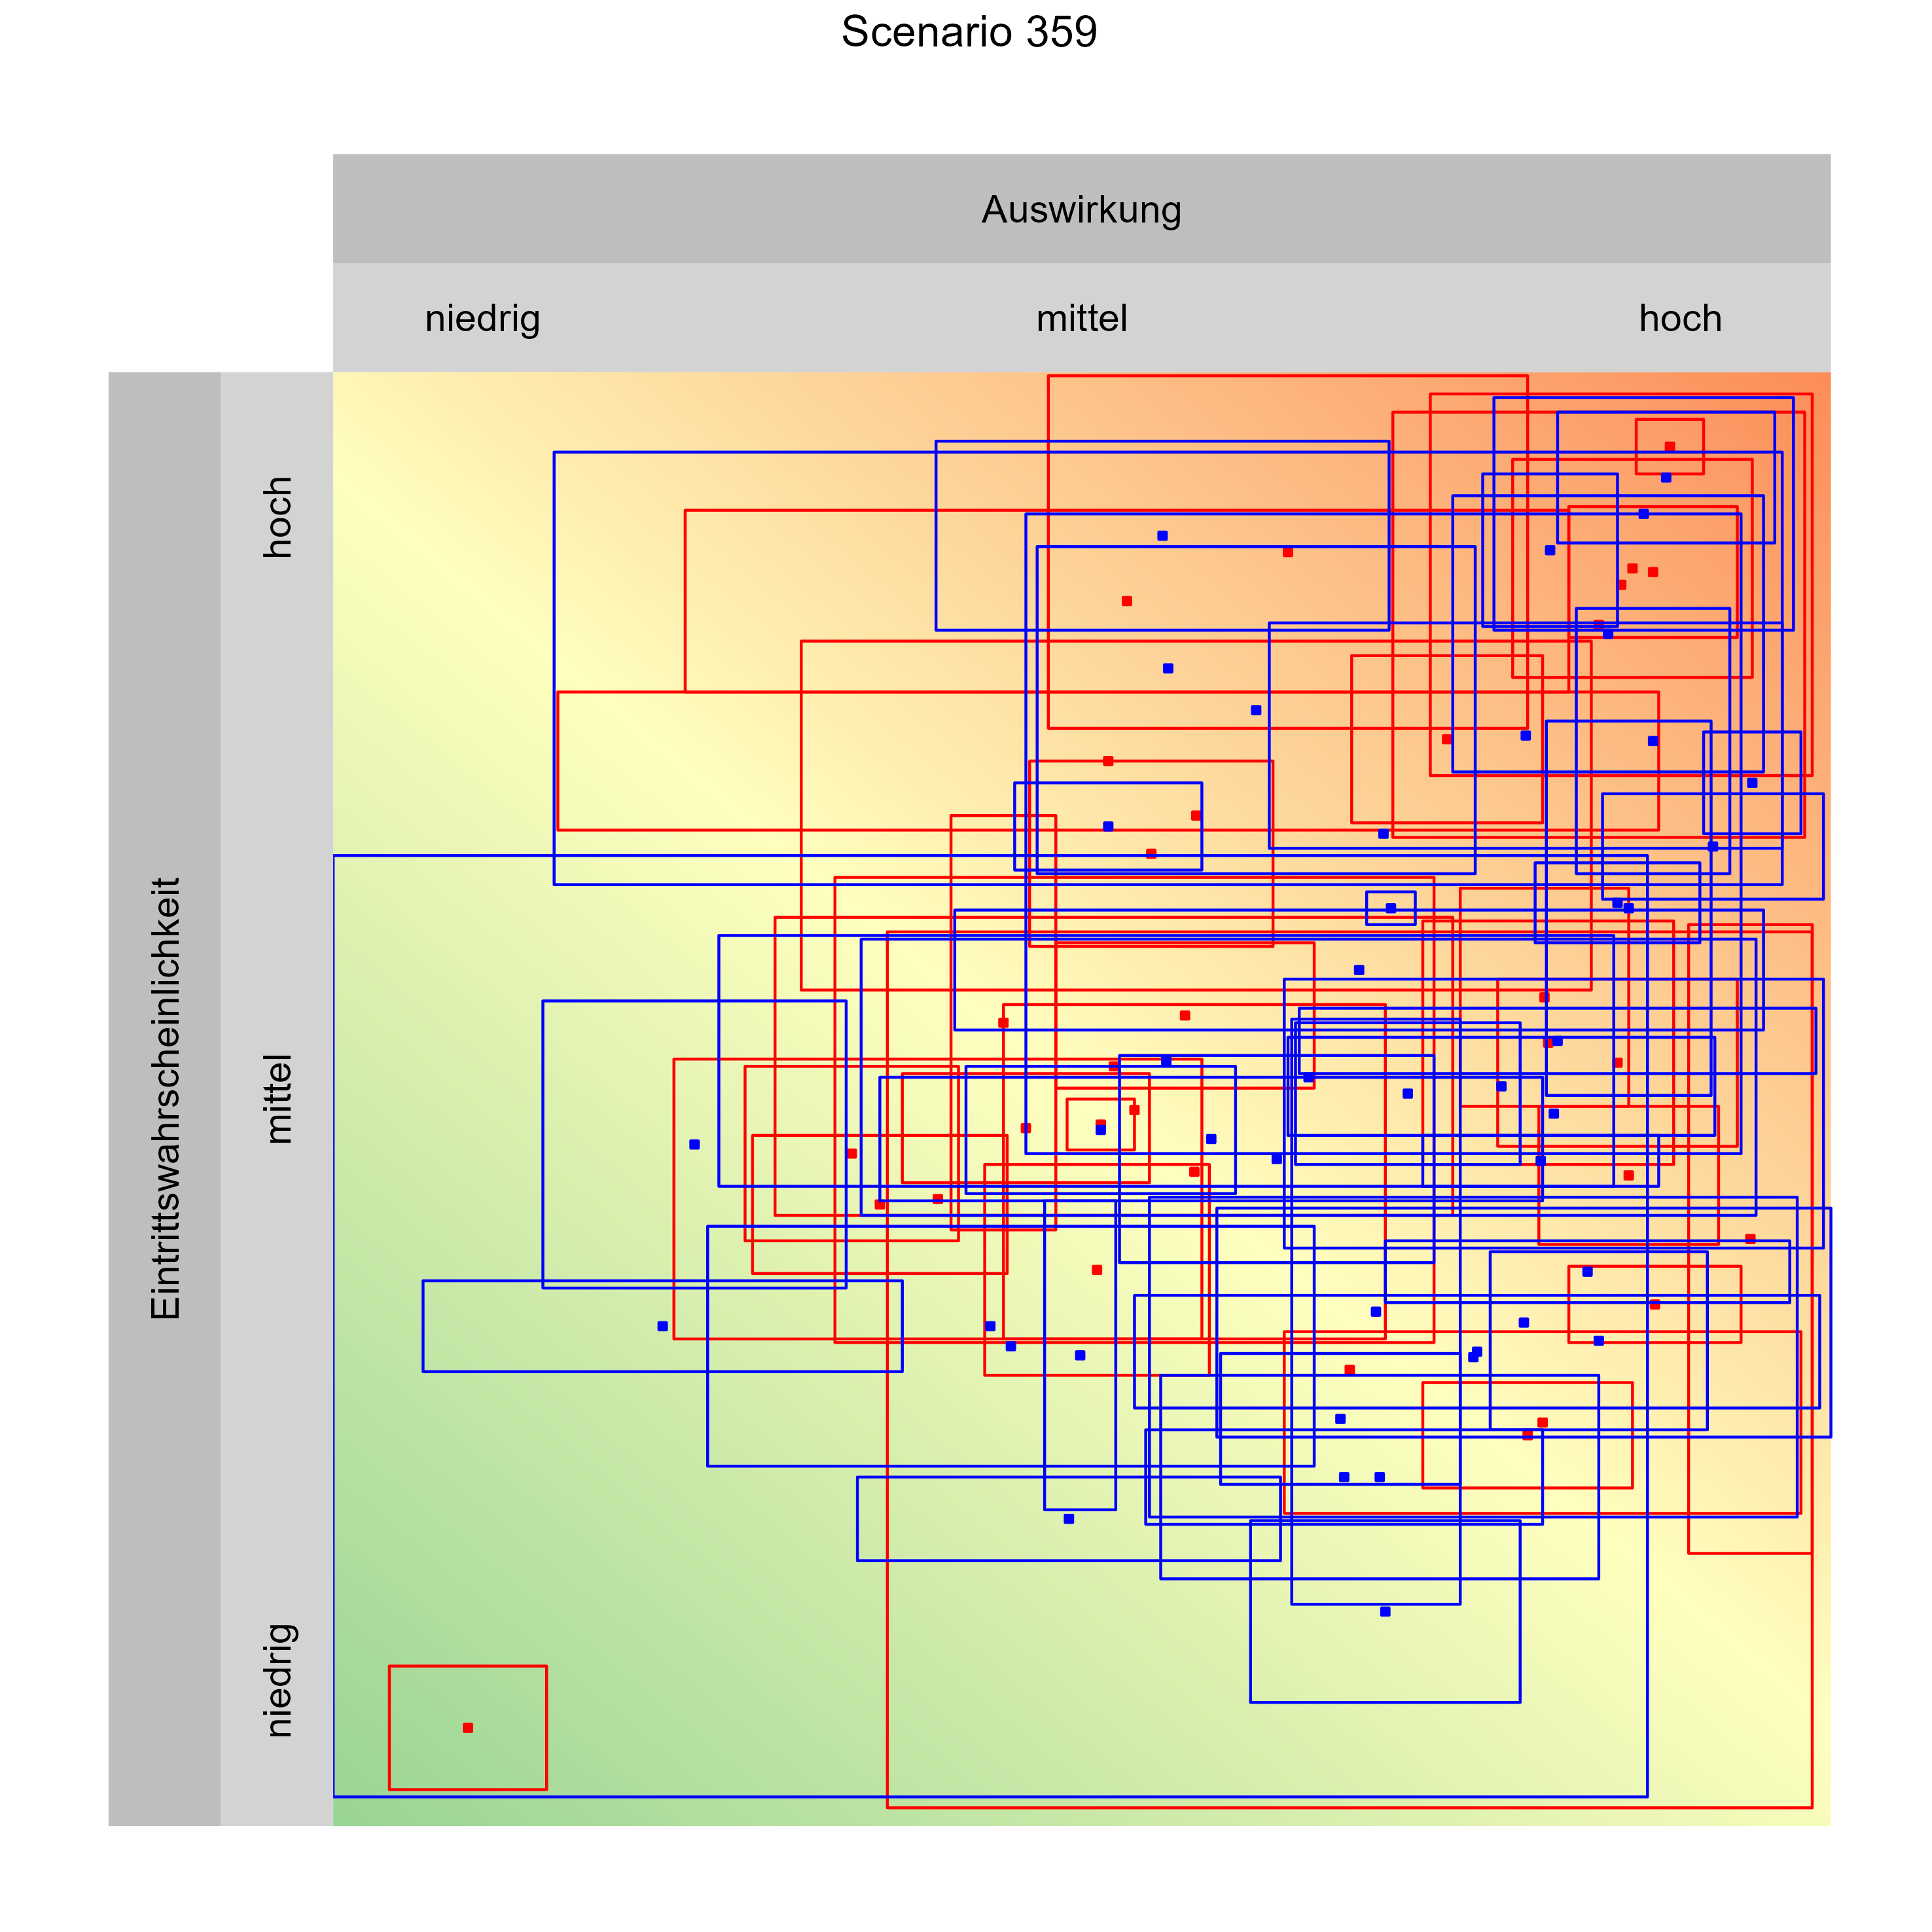 Scenario 359
Auswirkung
niedrig
mittel
hoch
Eintrittswahrscheinlichkeit
hoch
mittel
niedrig